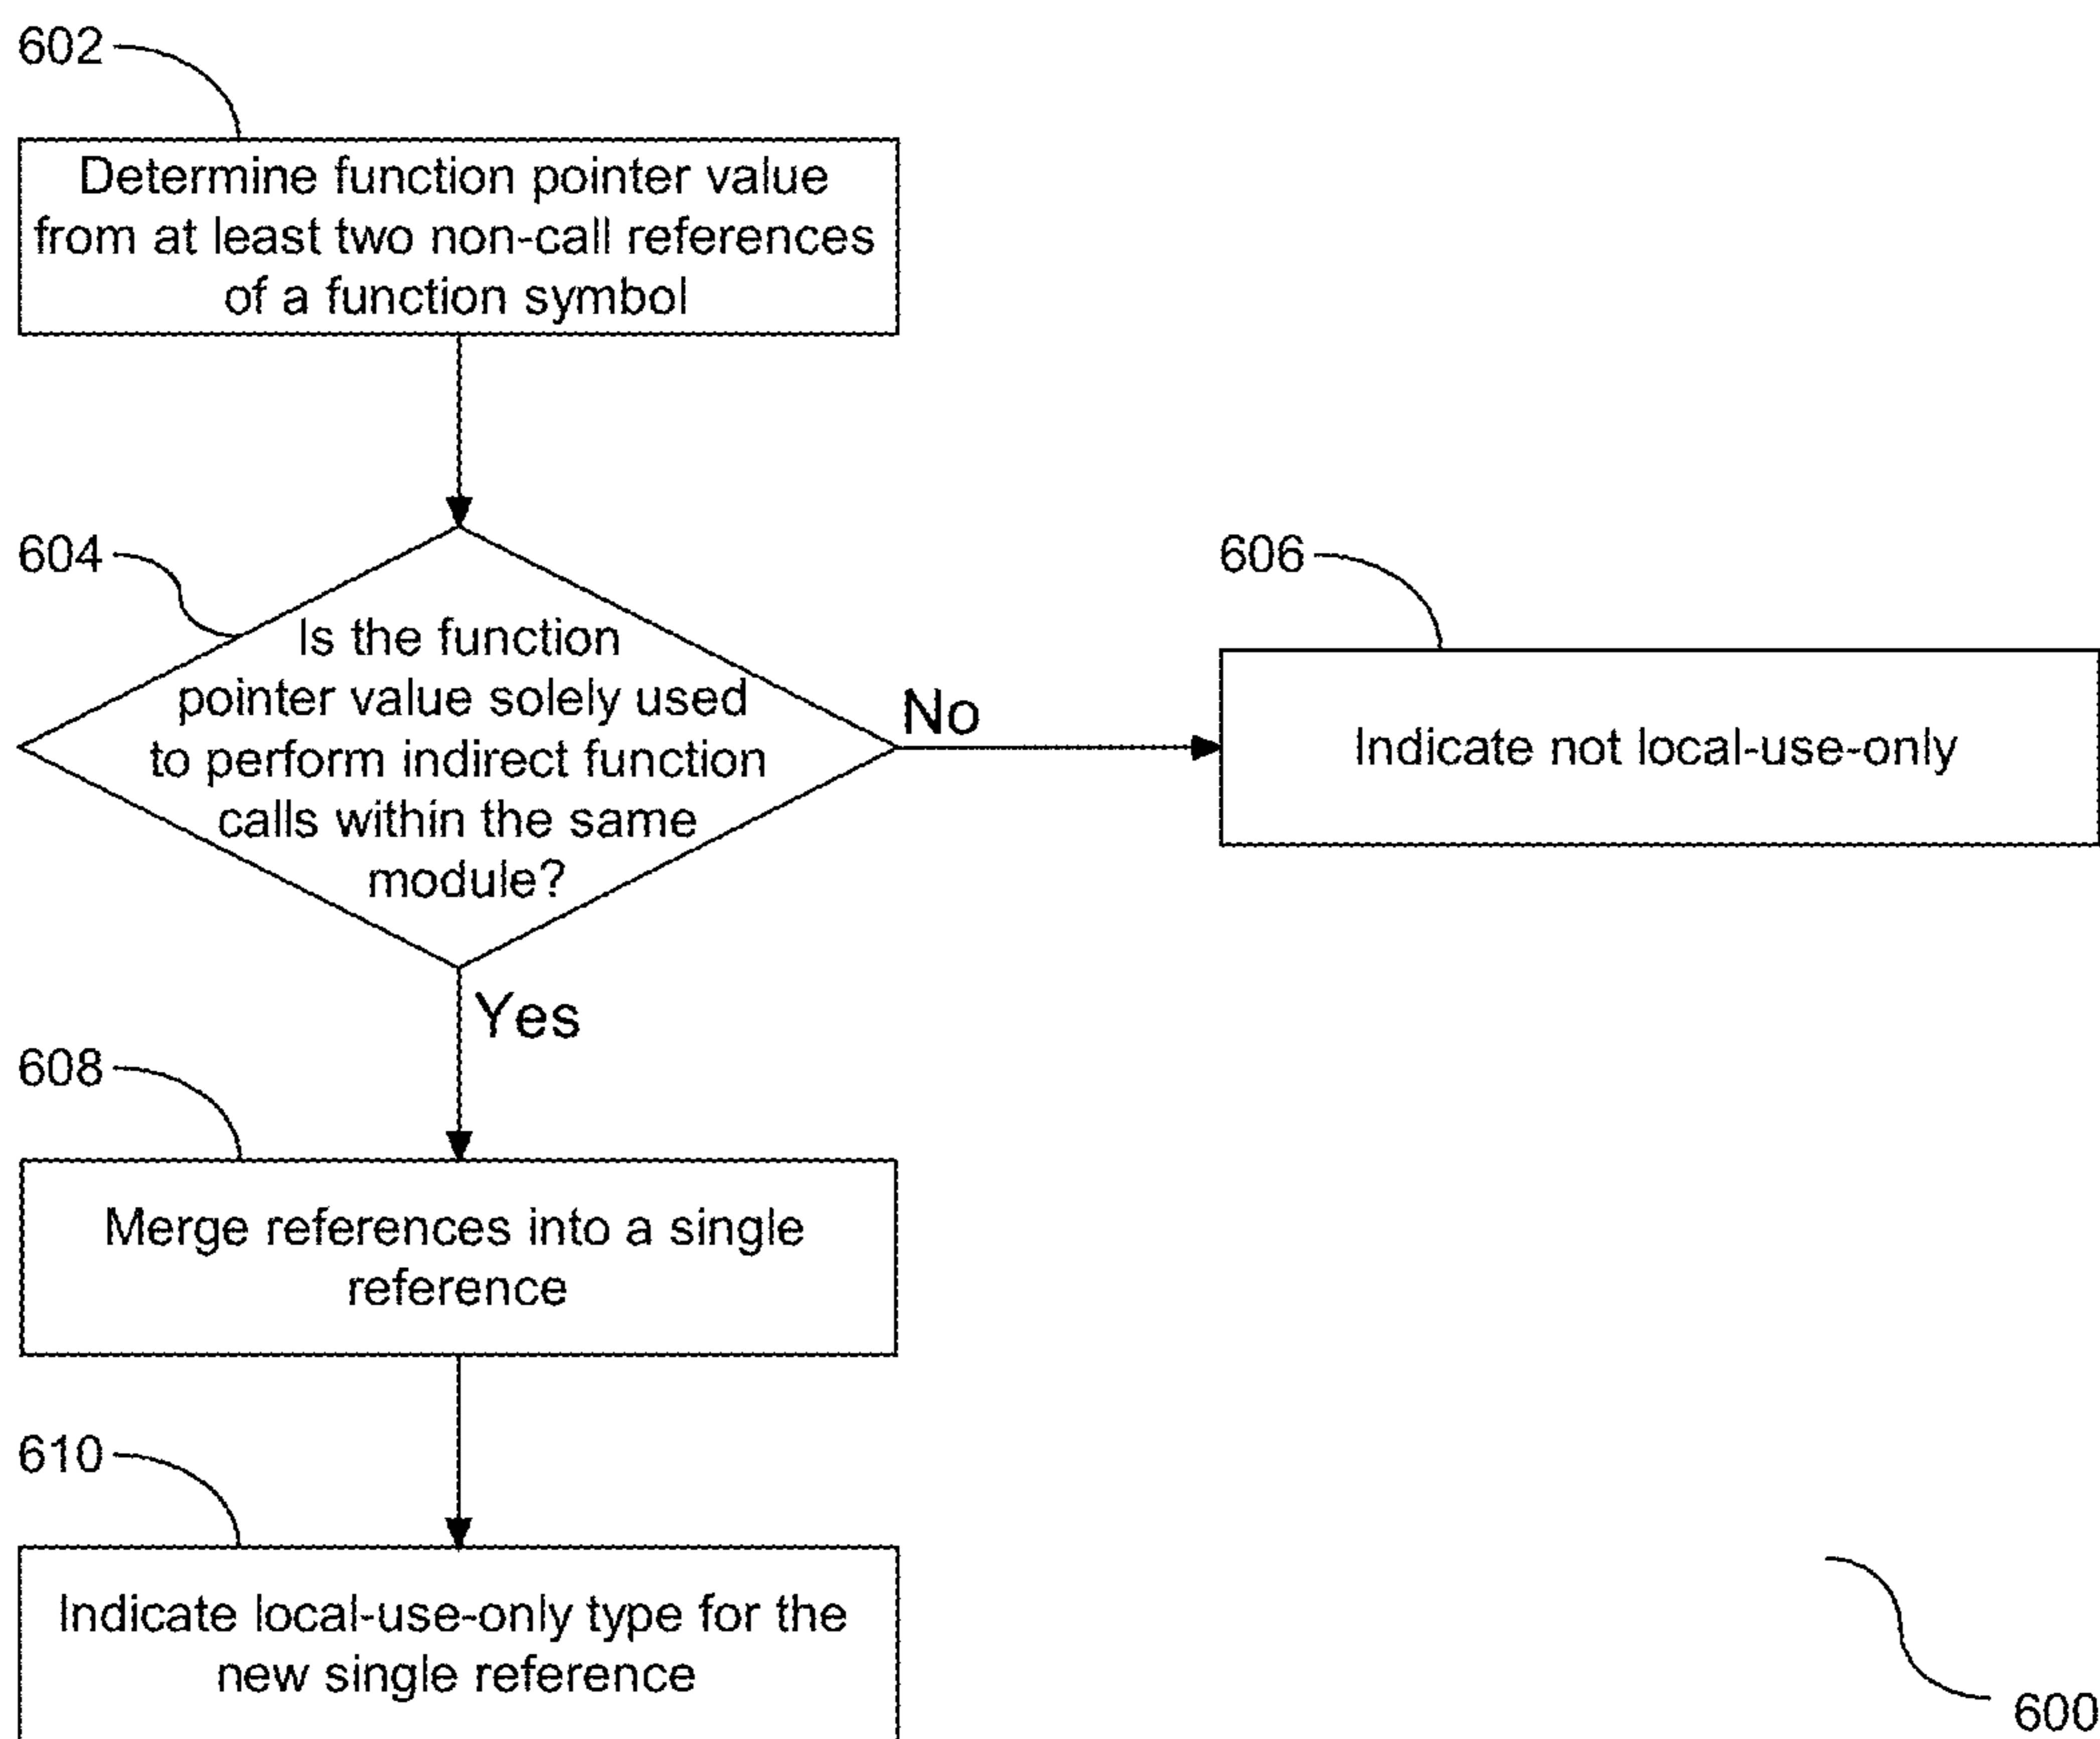 602
Determine function pointer value
from at least two non-call references
of a function symbol
604
Is the function
pointer value solely used
to perform indirect function
calls within the same
module?
No
606
Indicate not local-use-only
Yes
608
Merge references into a single
reference
610
Indicate local-use-only type for the
new single reference
600